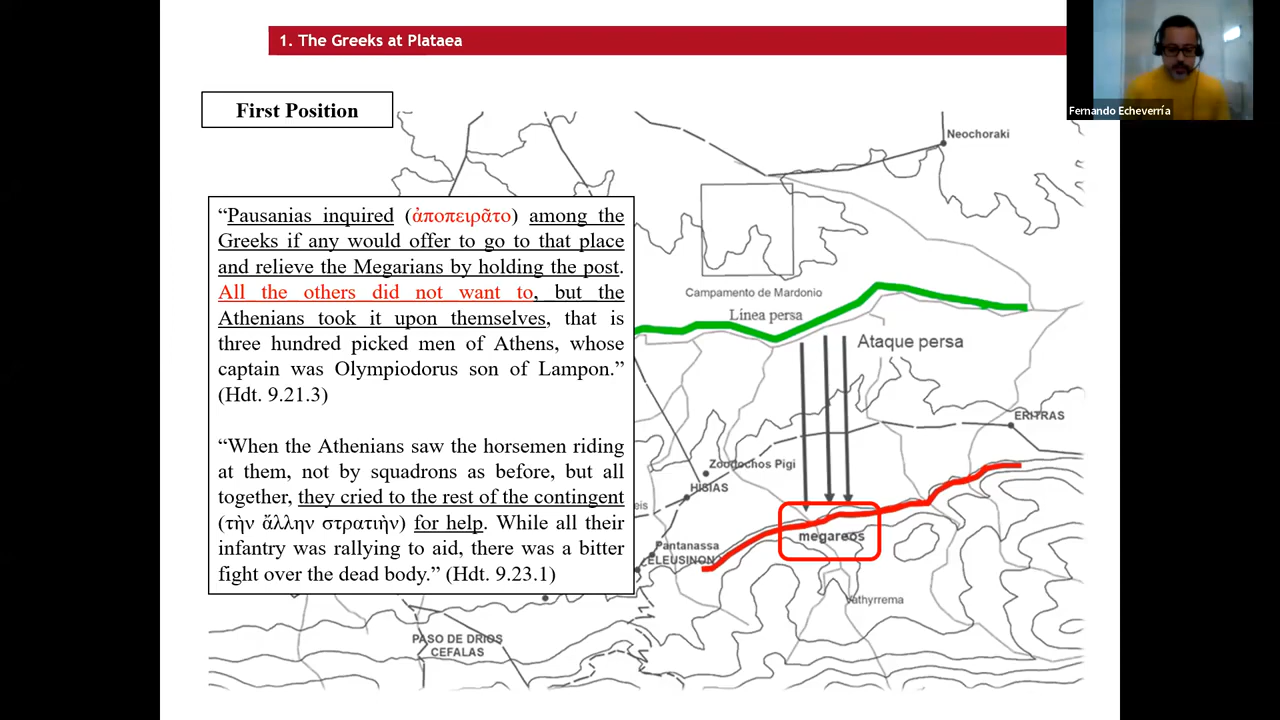 1. The Greeks at Plataea
Fernando Echeverría
First Position
Neochoraki
“Pausanias inquired (ἀποπειρᾶτο) among the
Greeks if any would offer to go to that place
and relieve the Megarians by holding the post.
All the others did not want to, but the
Athenians took it upon themselves, that is
three hundred picked men of Athens, whose
captain was Olympiodorus son of Lampon.”
(Hdt. 9.21.3)
“When the Athenians saw the horsemen riding
at them, not by squadrons as before, but all
together, they cried to the rest of the contingent
(τὴν ἄλλην στρατιὴν) for help. While all their
infantry was rallying to aid, there was a bitter
fight over the dead body.” (Hdt. 9.23.1)
Campamento de Mardonio
Línea persa
Ataque persa
ERITRAS
Zoodochos Pigi
HISIAS
eis
megareos
Pantanassa
ELEUSINON
Vathyrrema
PASO DE DRIOS
CEFALAS